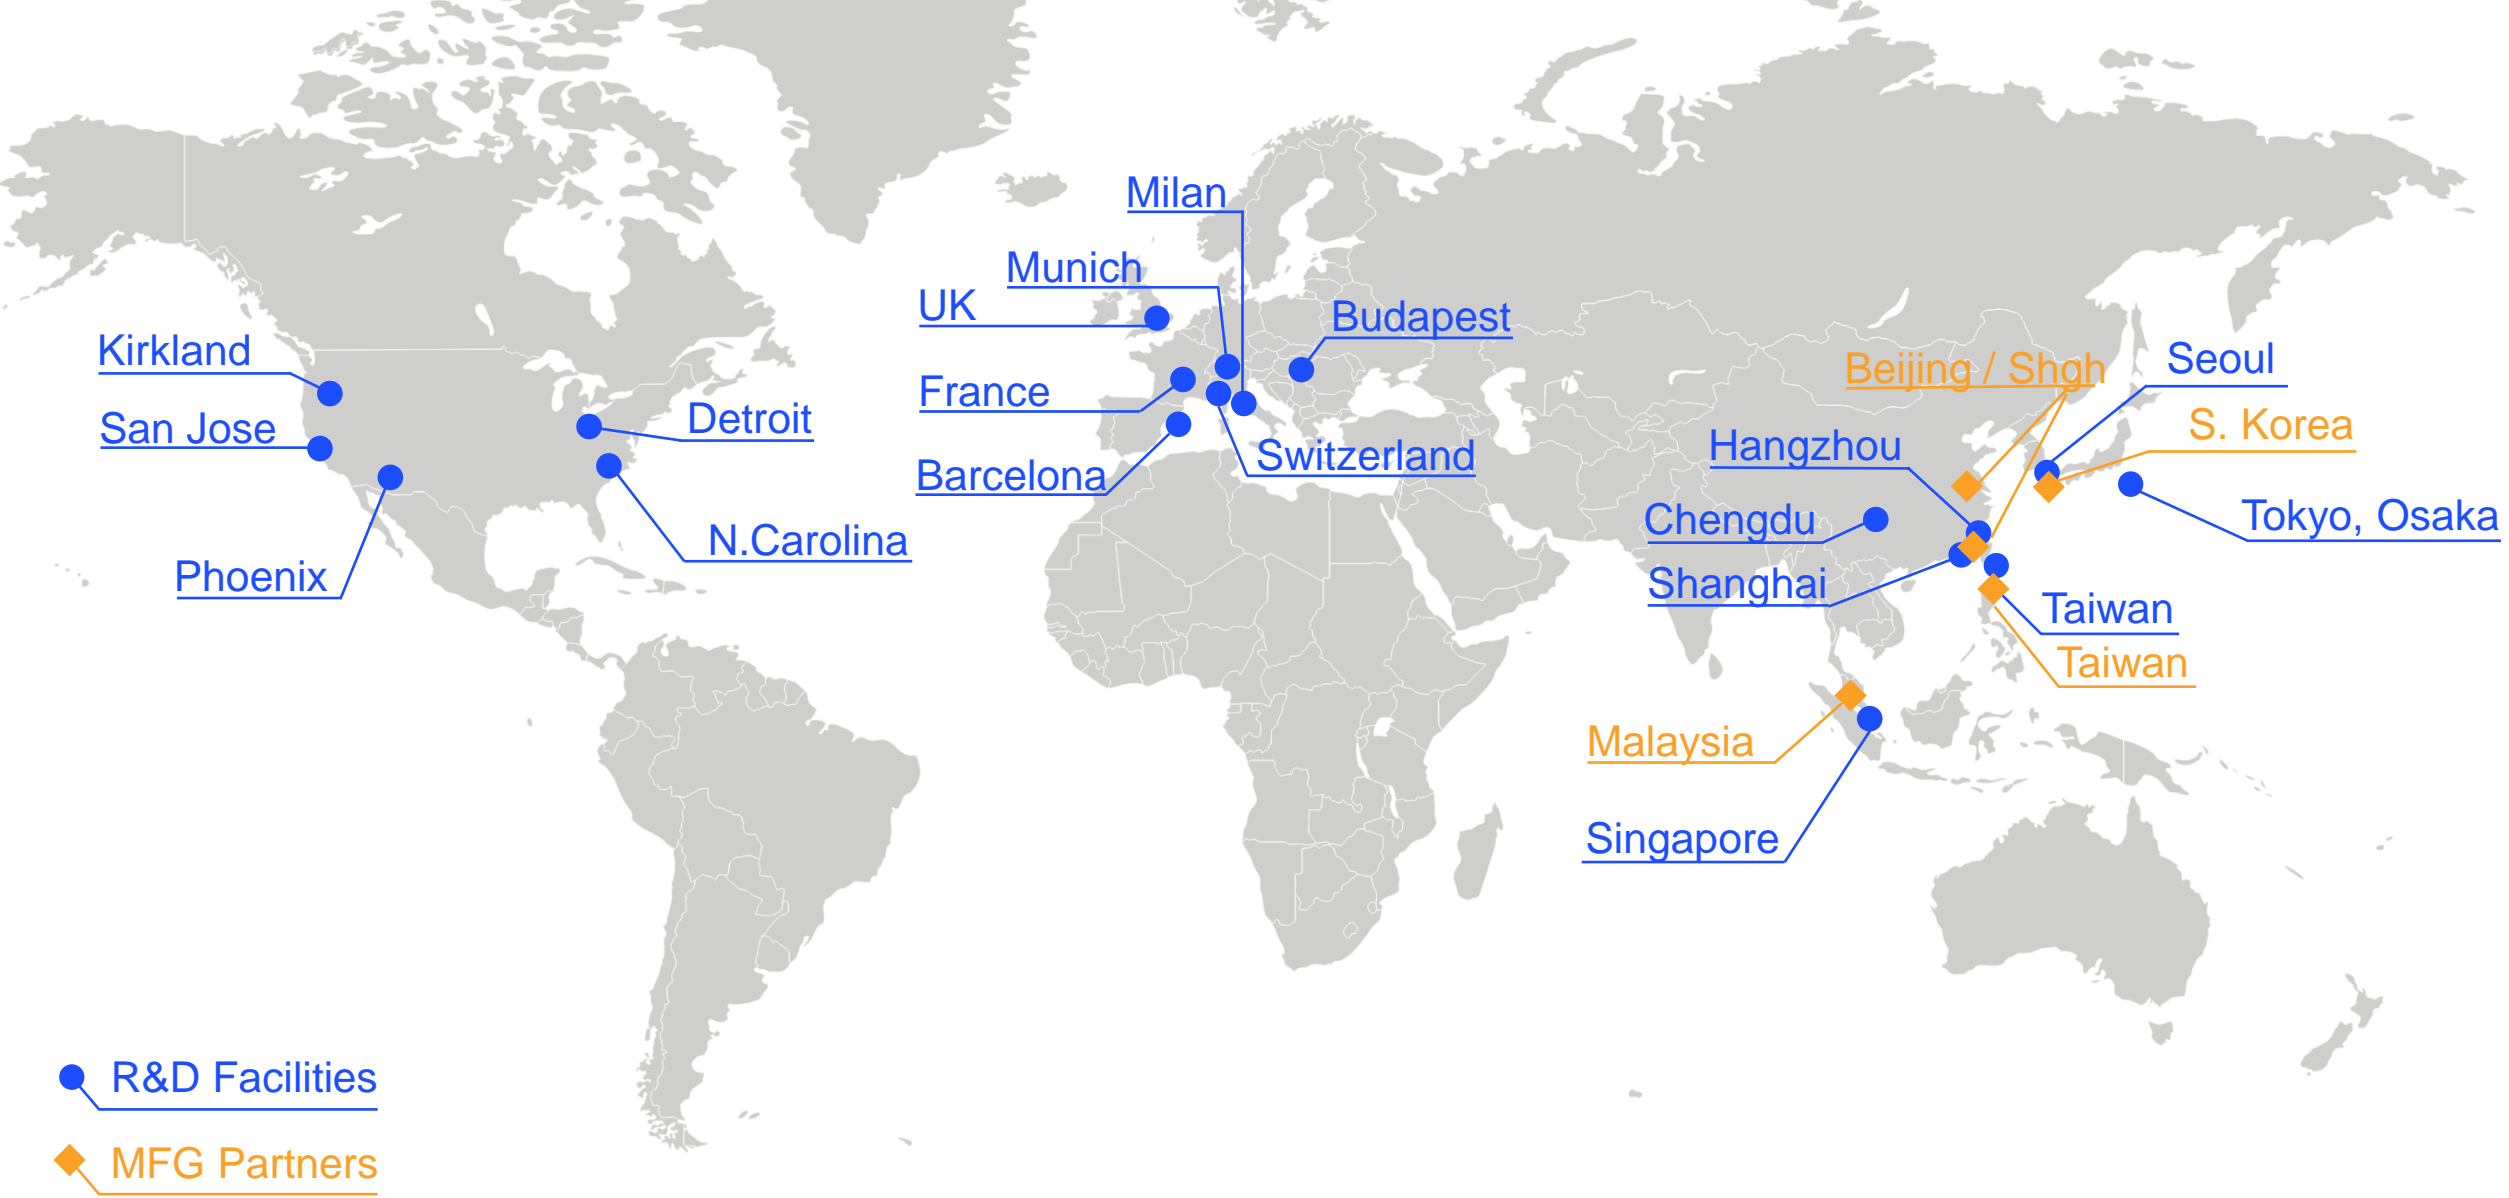 Milan
Munich
UK
Budapest
Kirkland
Beijing / Shgh
Seoul
France
San Jose
Detroit
S. Korea
Hangzhou
Switzerland
Barcelona
Chengdu
Tokyo, Osaka
N.Carolina
Phoenix
Shanghai
Taiwan
Taiwan
Malaysia
Singapore
R&D Facilities
MFG Partners